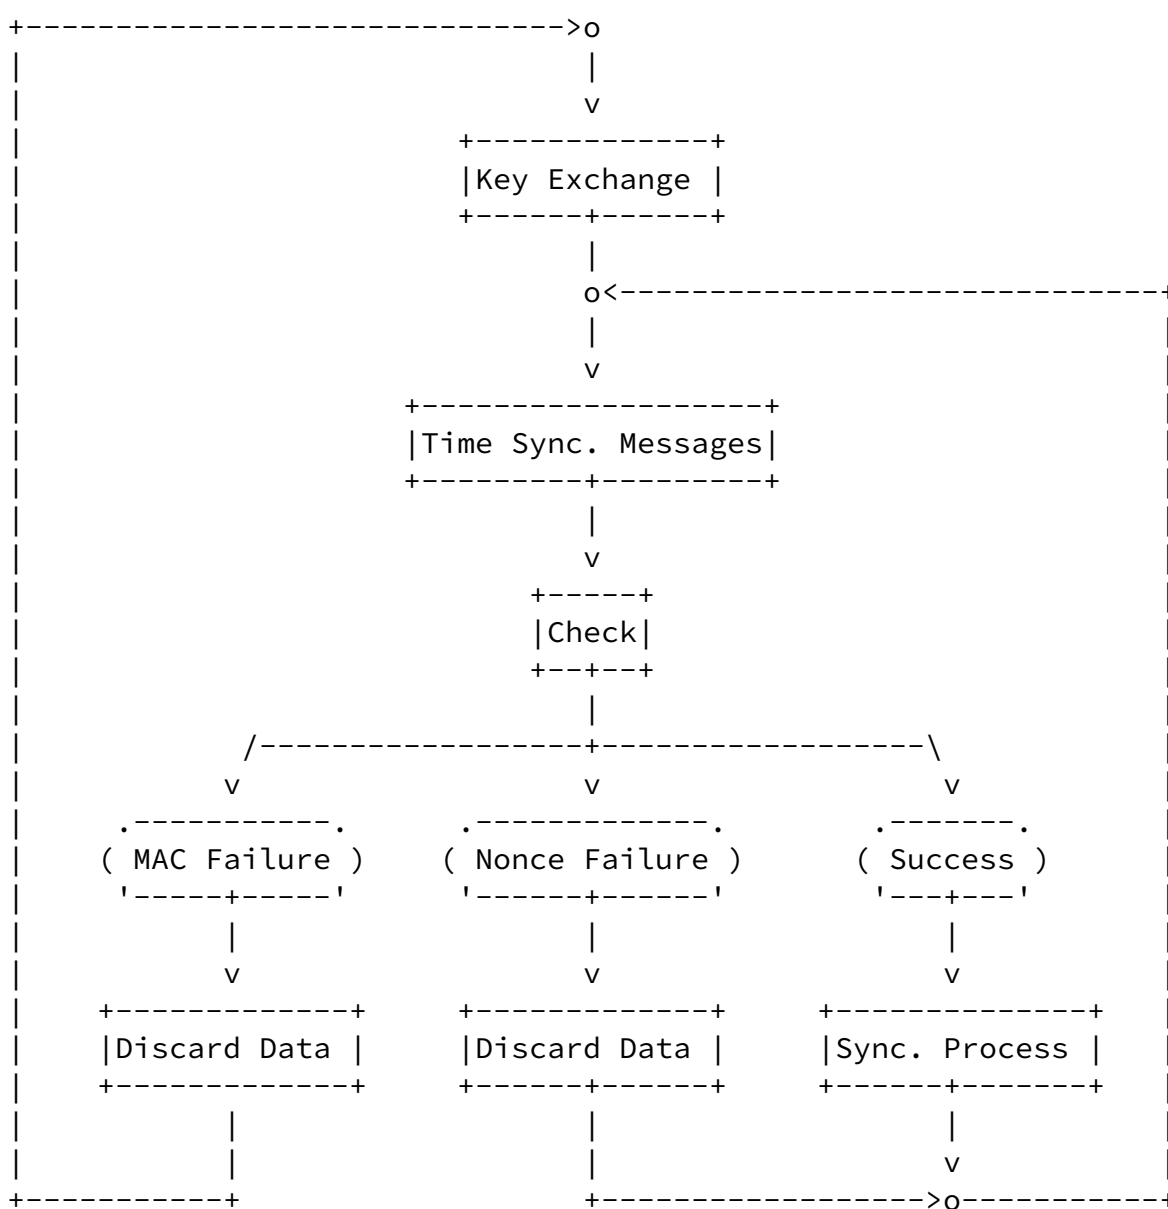 Key Exchange
Time Sync. Messages
Check
MAC Failure Nonce Failure Success
Discard Data Discard Data Sync. Process